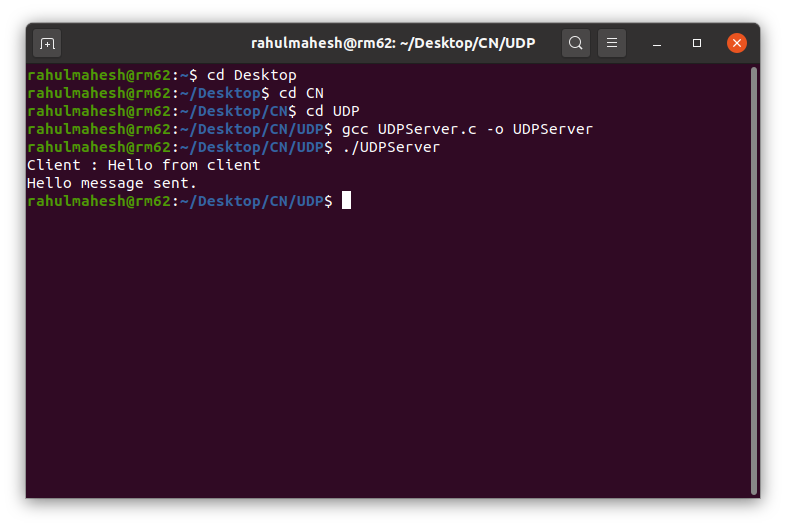 rahulmahesh@rm62: ~/Desktop/CN/UDP
rahulmahesh@rm62:~$ cd Desktop
rahulmahesh@rm62:~/Desktop$ cd CN
rahulmahesh@rm62:~/Desktop/CN$ cd UDP
rahulmahesh@rm62:~/Desktop/CN/UDP$ gcc UDPServer.c -o UDPServer
rahulmahesh@rm62:~/Desktop/CN/UDP$ ./UDPServer
Client : Hello from client
Hello message sent.
rahulmahesh@rm62:~/Desktop/CN/UDP$